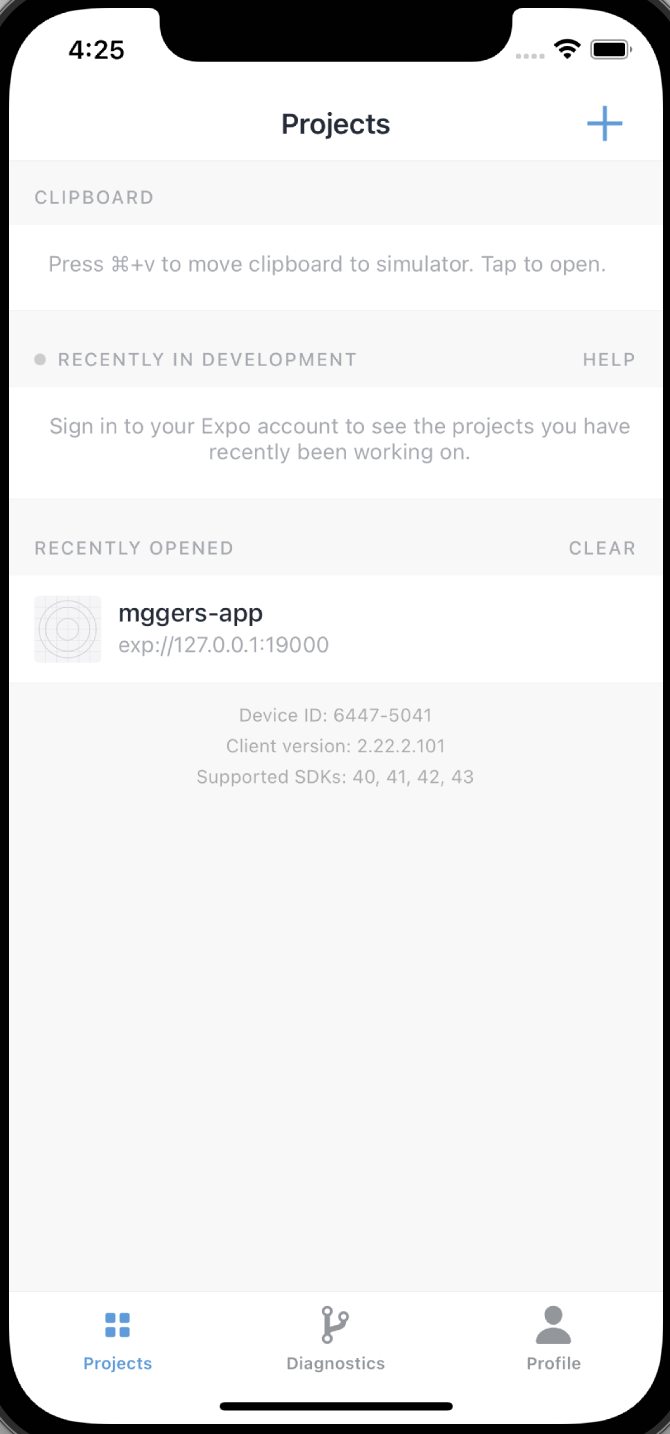 4:25
Projects
CLIPBOARD
Press ⌘+v to move clipboard to simulator. Tap to open.
RECENTLY IN DEVELOPMENT HELP
Sign in to your Expo account to see the projects you have
recently been working on.
RECENTLY OPENED CLEAR
mggers-app
exp://127.0.0.1:19000
Device ID: 6447-5041
Client version: 2.22.2.101
Supported SDKs: 40, 41, 42, 43
Projects Diagnostics Profile